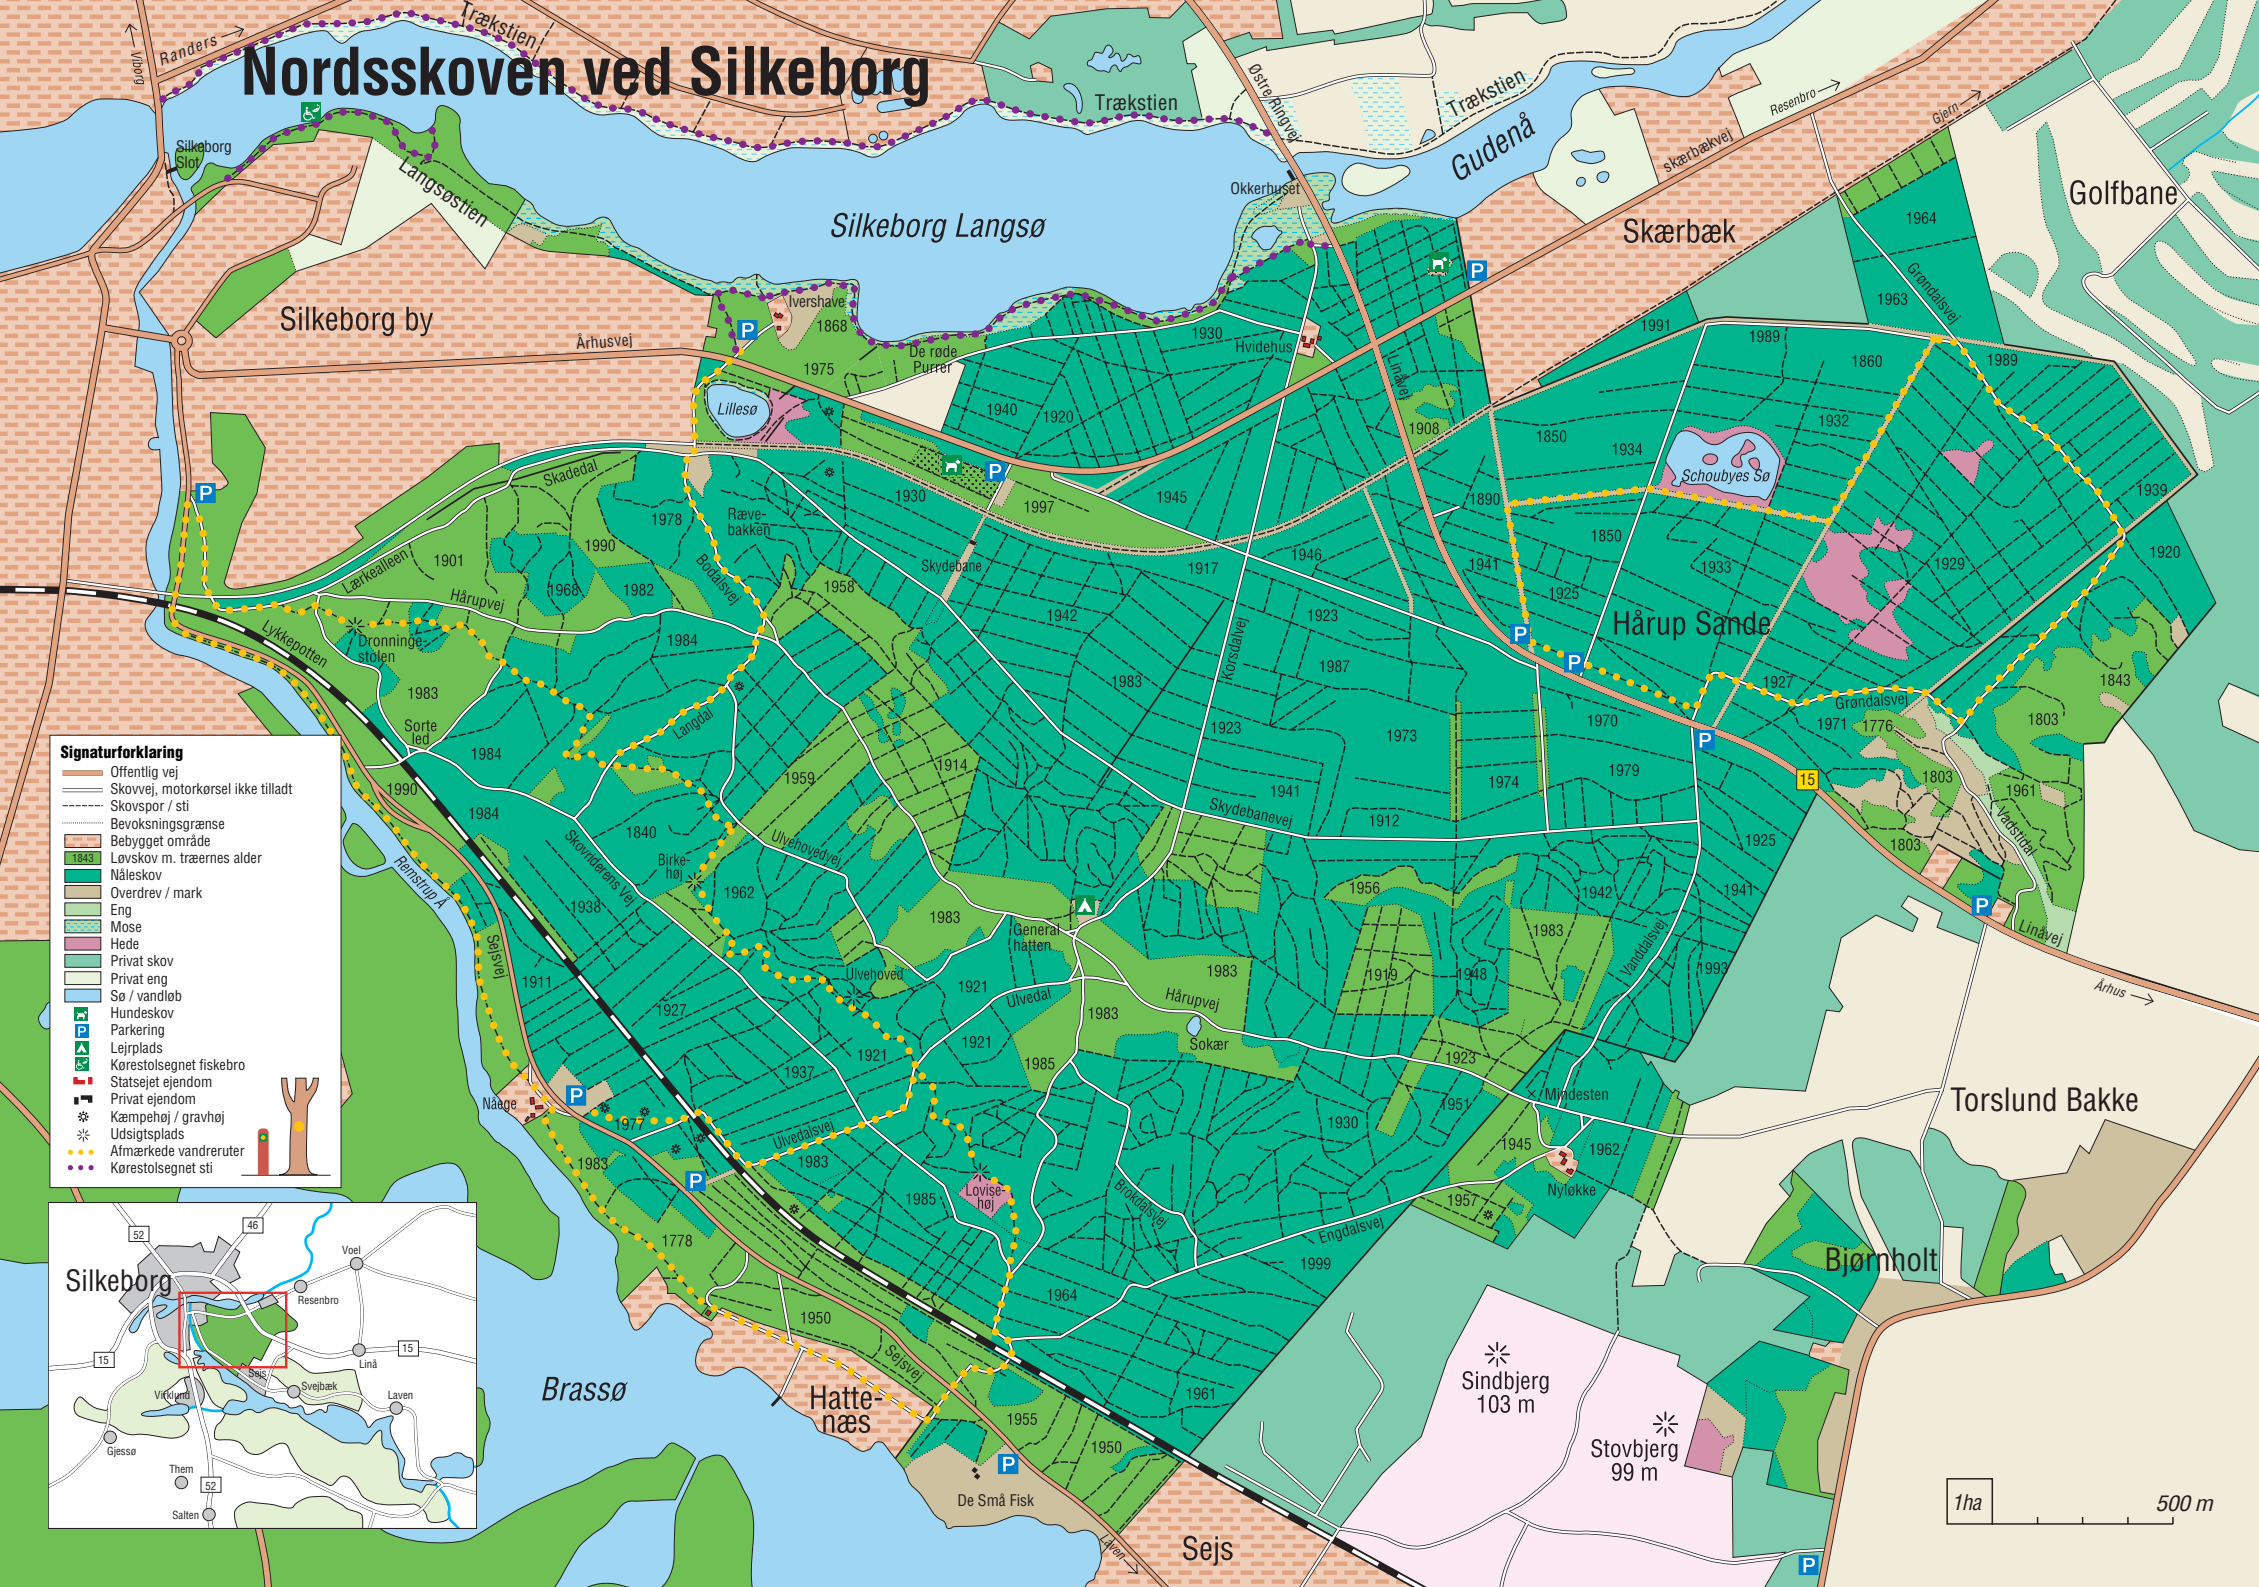 Nordsskoven ved Silkeborg
Viborg
Randers
Trækstien
Trækstien
Trækstien
Østre Ringvej
Gudenå
Resenbro
skærbækvej
Gjern
Golfbane
Skærbæk
Silkeborg
Slot
Langsøstien
Silkeborg Langsø
Okkerhuset
Silkeborg by
Århusvej
Ivershave
1868
1975
De røde
Purrer
1930
Hvidehus
Linåvej
1964
1963
Grøndalsvej
1991
1989
1989
1860
1932
1850
1934
Schoubyes Sø
1939
Lillesø
1940
1920
1908
1890
Skadedal
1978
Ræve-
bakken
1930
1997
1945
1946
1941
1850
1933
1929
1920
Lærkealleen
1901
1990
1968
1982
Bodalsvej
1958
Skydebane
1917
1925
Hårup Sande
Hårupvej
Lykkepotten
Dronninge-
stolen
1984
1942
1923
Korsdalvej
1983
1987
1983
Sorte
led
1984
Langdal
1923
1973
1970
1927
Grøndalsvej
1971
1776
1843
1803
1990
1984
1959
1914
1941
1974
1979
15
1803
1961
Vadstidal
1803
Skovriderens Vej
1840
Birke-
høj
Ulvehovedvej
Skydebanevej
1912
1925
1962
1938
Remstrup Å
Sejsvej
1911
1983
General
hatten
1956
1942
1983
1941
1919
1948
Vanddalsvej
1993
Linåvej
Århus
Ulvehoved
1921
Ulvedal
1983
Hårupvej
1983
1927
1921
1921
1985
Sokær
1923
1937
1951
Mindesten
Torslund Bakke
Nåege
1977
Ulvedalsvej
1983
1983
1930
1945
1962
Nyløkke
1985
Lovise-
høj
Brokdalsvej
1957
Engdalsvej
1778
1999
Bjørnholt
1964
1950
Sejsvej
1961
Brassø
Hatte-
næs
1955
1950
De Små Fisk
Laven
Sejs
Sindbjerg
103 m
Stovbjerg
99 m
1ha
500 m
Signaturforklaring
Offentlig vej
Skovvej, motorkørsel ikke tilladt
Skovspor / sti
Bevoksningsgrænse
Bebygget område
1843 Løvskov m. træernes alder
Nåleskov
Overdrev / mark
Eng
Mose
Hede
Privat skov
Privat eng
Sø / vandløb
Hundeskov
P Parkering
Lejrplads
Kørestolsegnet fiskebro
Statsejet ejendom
Privat ejendom
Kæmpehøj / gravhøj
Udsigtsplads
Afmærkede vandreruter
Kørestolsegnet sti
52
46
Voel
Silkeborg
Resenbro
15
15
Linå
Sejs
Svejbæk
Virklund
Laven
Gjessø
Them
52
Salten